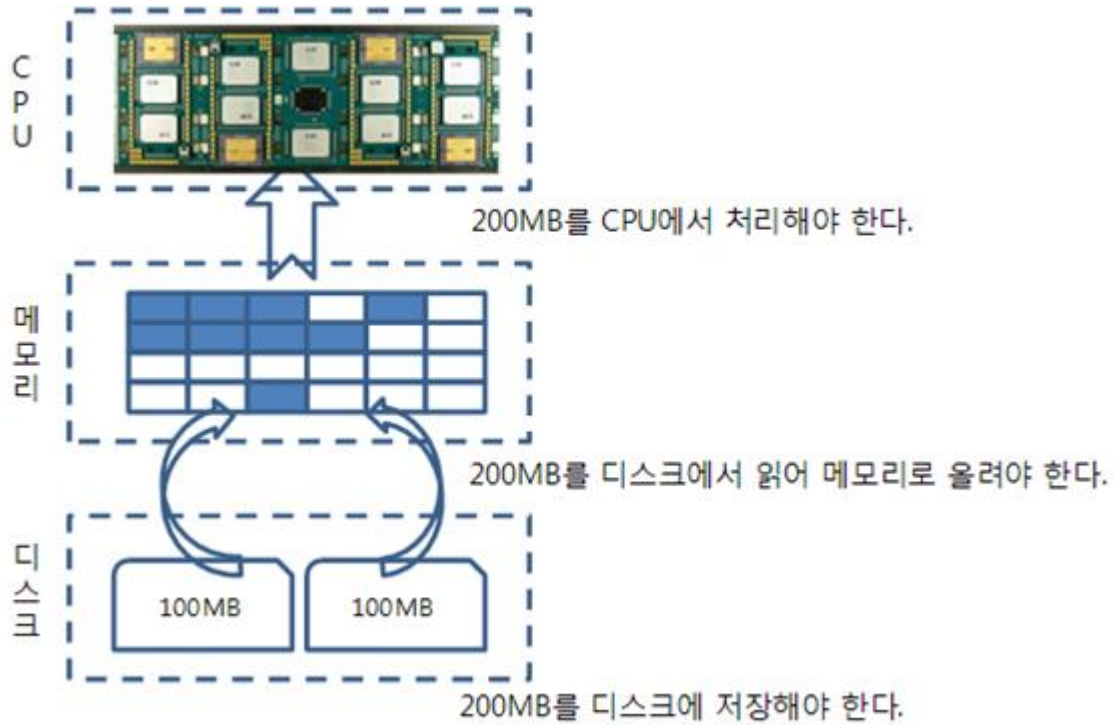 CPU
200MB를 CPU에서 처리해야 한다.
메모리
200MB를 디스크에서 읽어 메모리로 올려야 한다.
디스크
100MB
100MB
200MB를 디스크에 저장해야 한다.